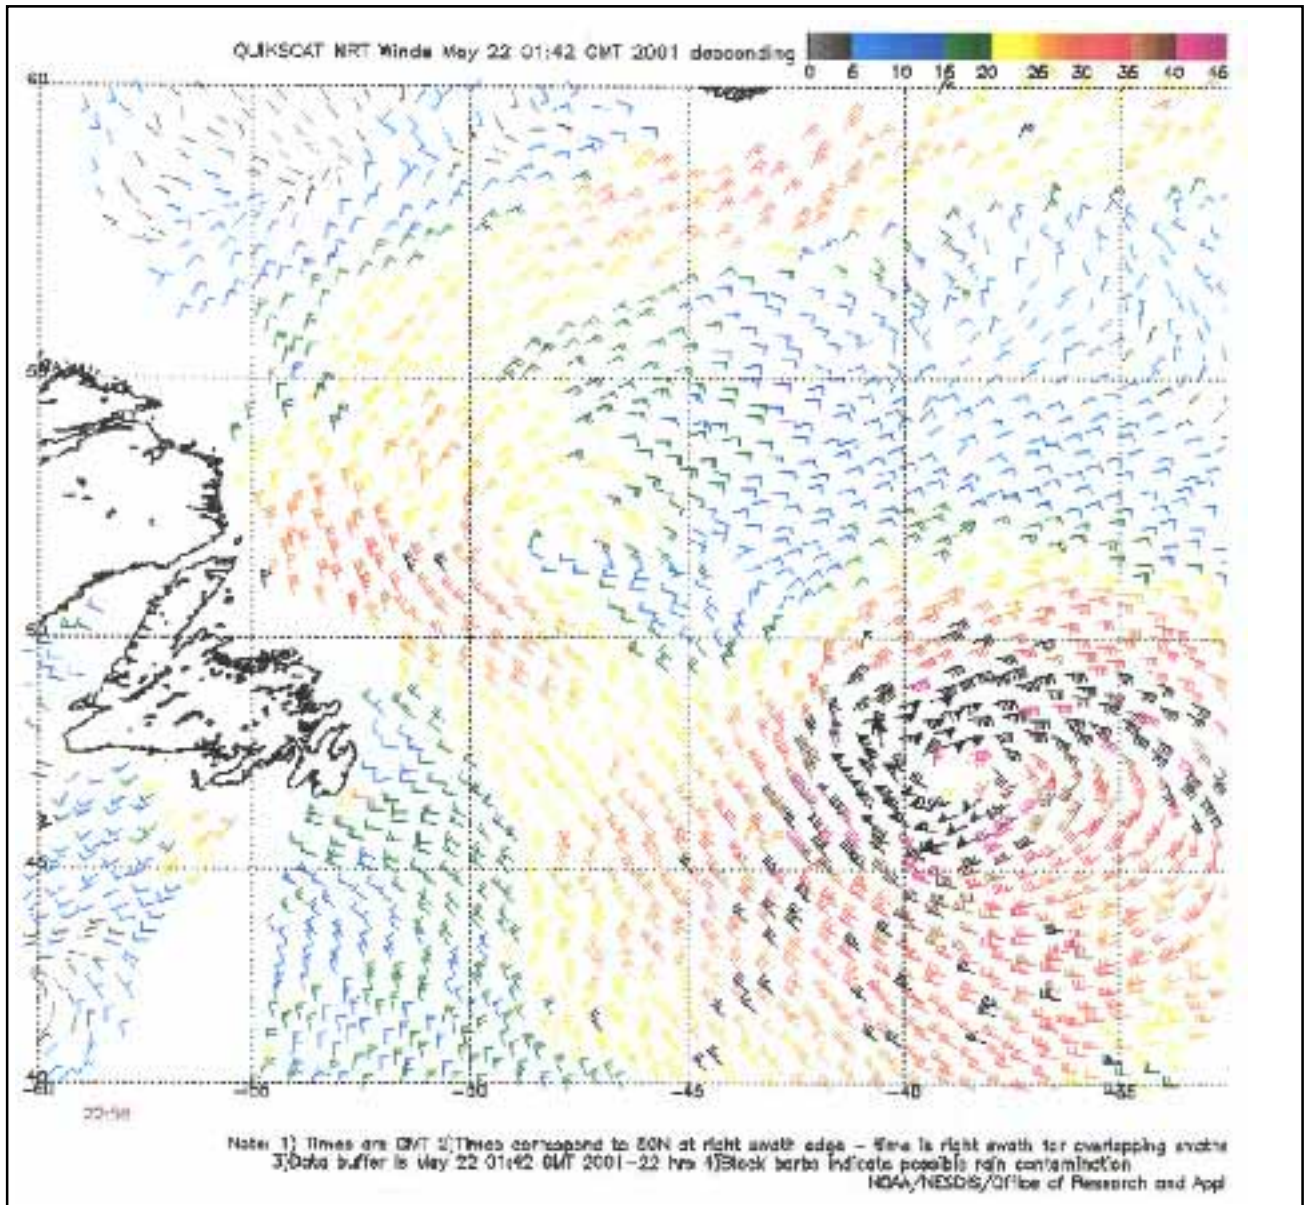 QUIKSCAT NRT Winds May 22 01:42 GMT 2001 descending
0 5 10 15 20 25 30 35 40 45
60
55
50
45
40
-60 -55 -50 -45 -40 -35
22:58
Note: 1) Times are GMT 2)Times correspond to 50N at right swath edge - time is right swath for overlapping swaths
3)Data buffer is May 22 01:42 GMT 2001-22 hrs 4)Black barbs indicate possible rain contamination
NOAA/NESDIS/Office of Research and Appl